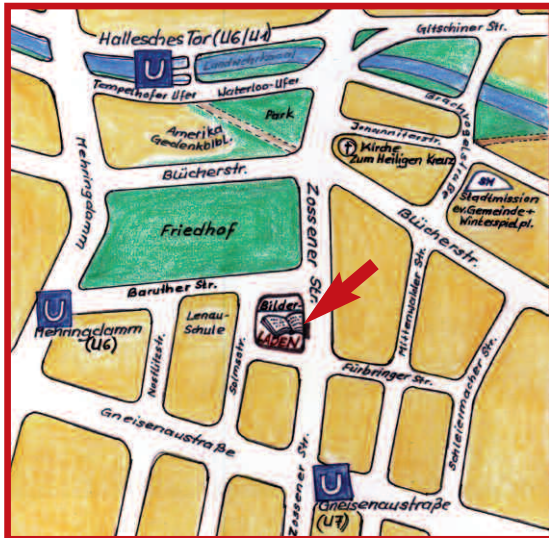 Gitschiner Str.
Hallesches Tor (U6/U1)
U
Landwehrkanal
Tempelhofer Ufer
Waterloo-Ufer
Park
Amerika
Gedenkbibl.
Johanniterstr.
Kirche
Zum Heiligen Kreuz
Mehringdamm
Blücherstr.
SM
Stadtmission
ev. Gemeinde +
Winterspielpl.
Friedhof
Zossener Str.
Blücherstr.
Baruther Str.
Mittenwalder Str.
U
Mehringdamm
(U6)
Lenau-
Schule
Bilder-
LADEN
Nostizstr.
Solmsstr.
Fürbringer Str.
Schleiermacher Str.
Gneisenaustraße
Zossener Str.
U
Gneisenaustraße
(U7)